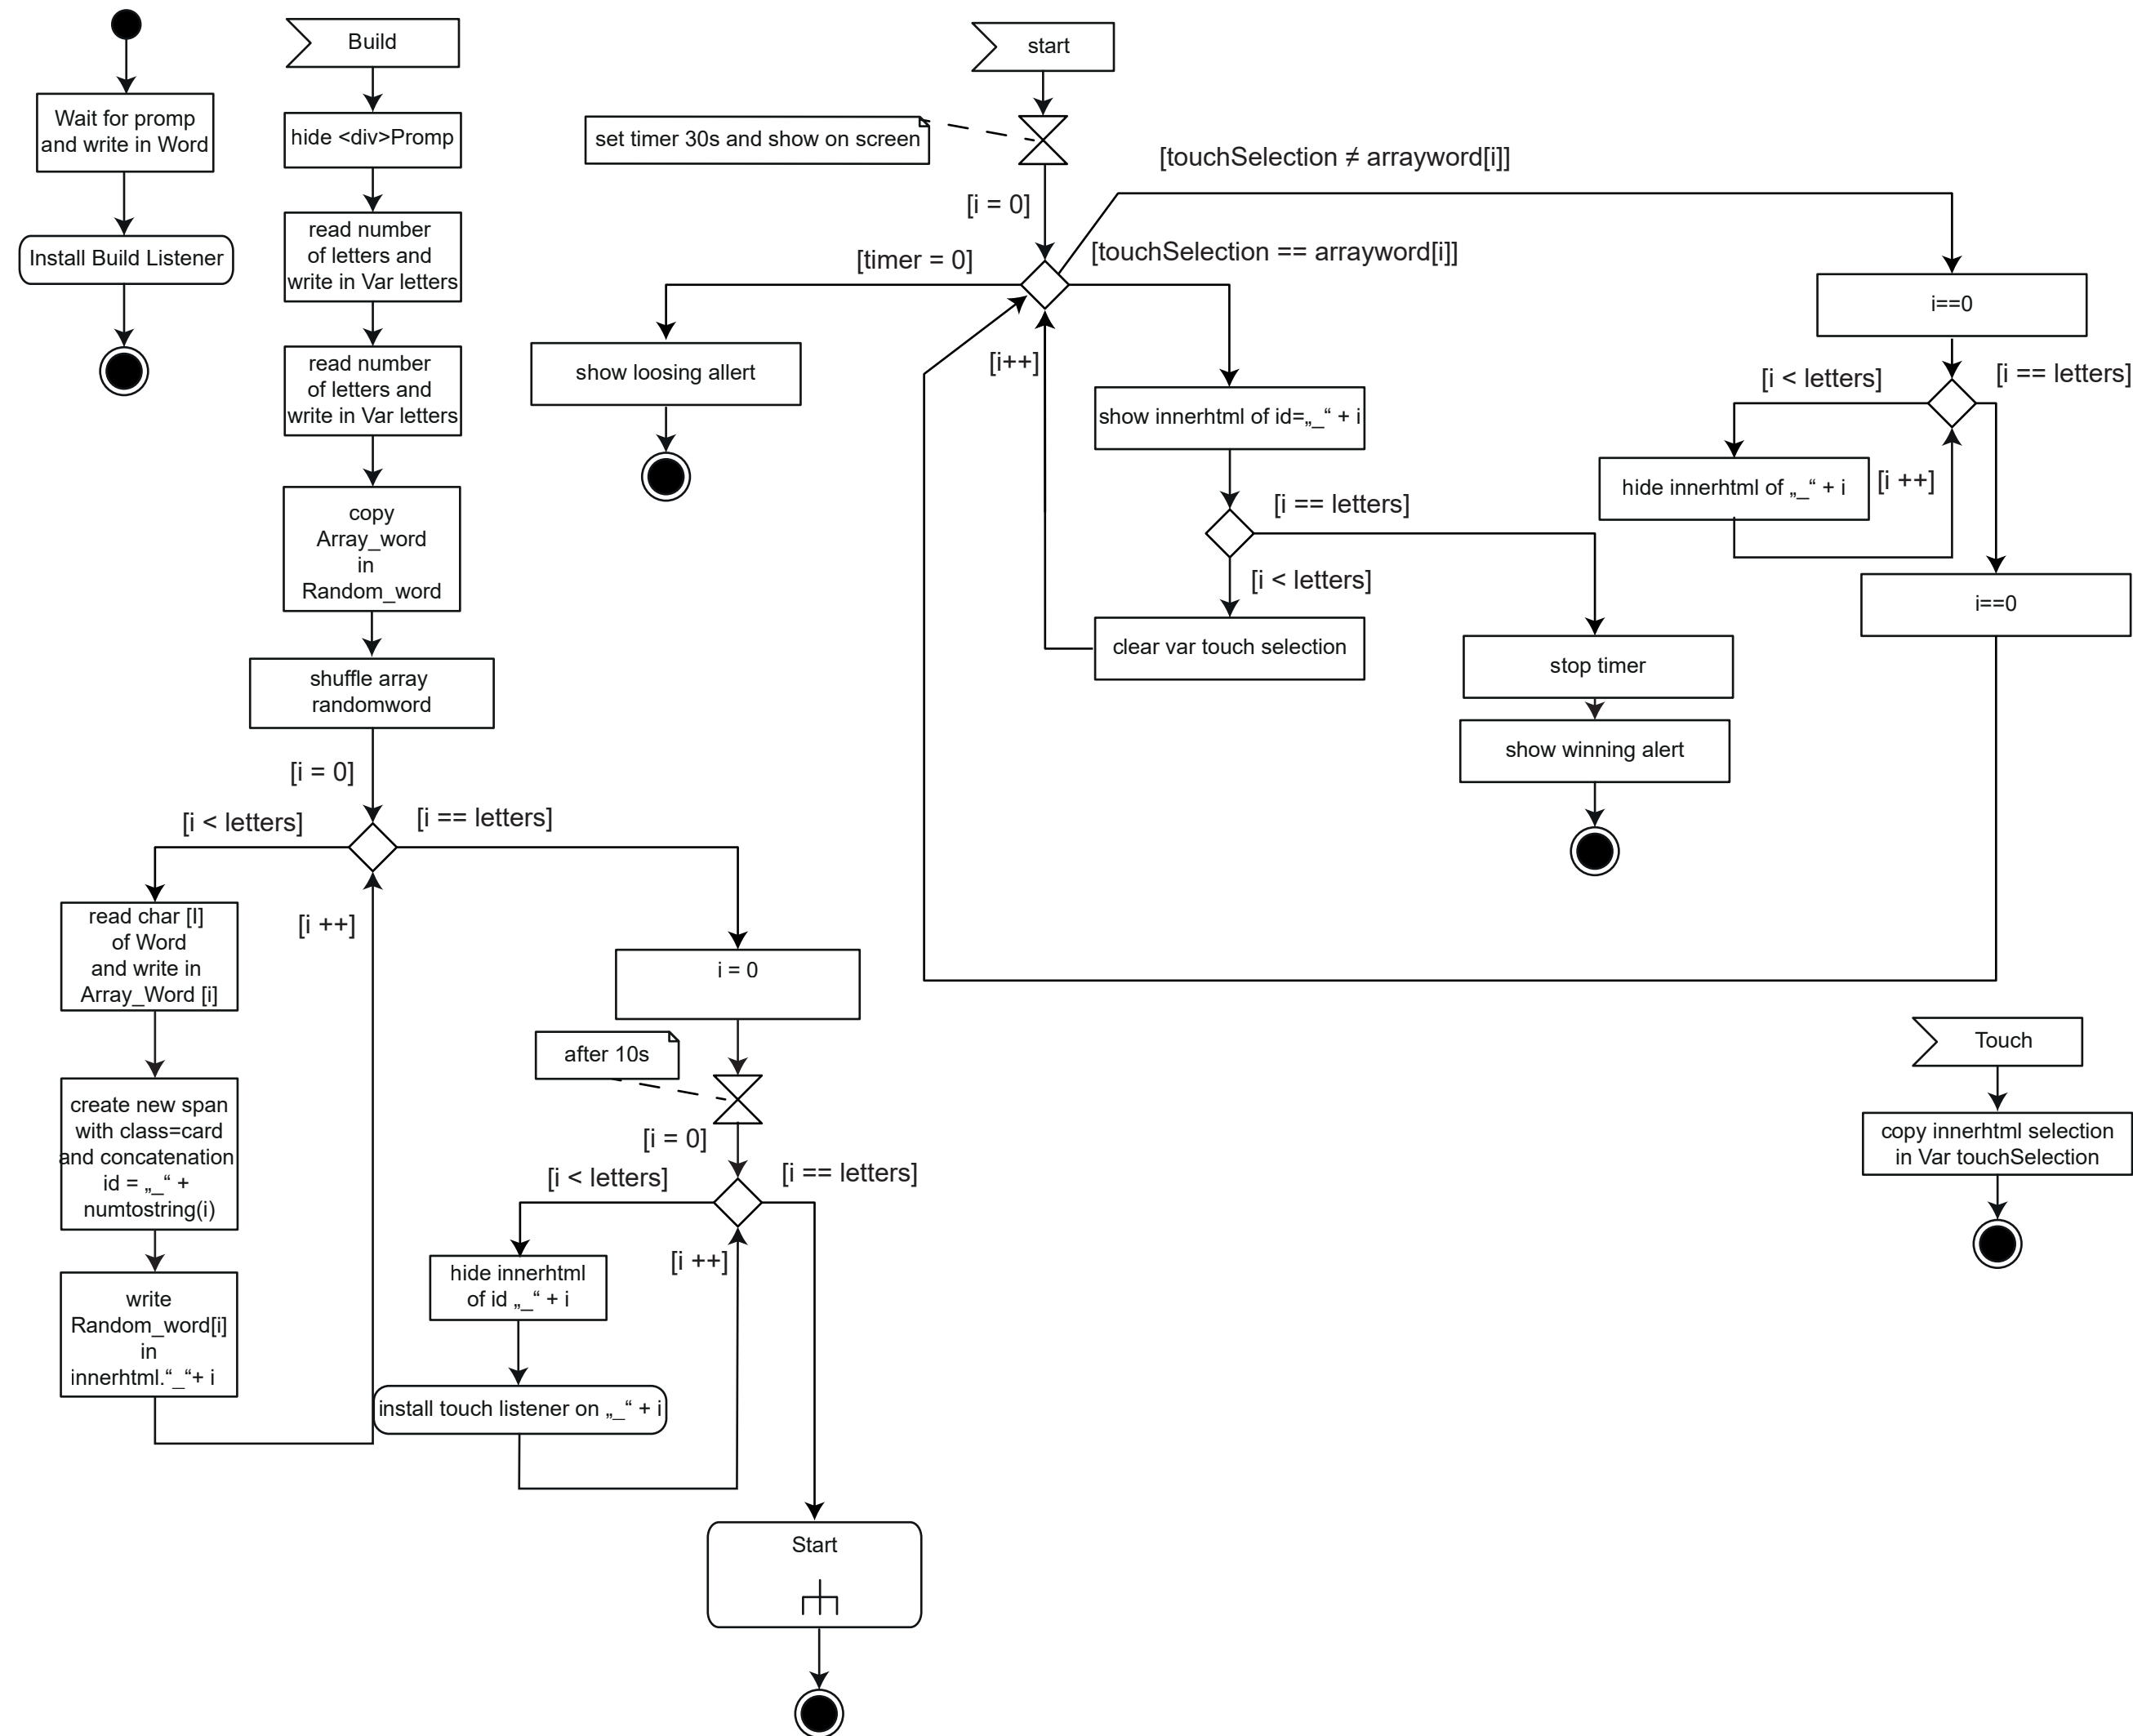 Wait for promp
and write in Word
Install Build Listener
Build
hide <div>Promp
read number
of letters and
write in Var letters
read number
of letters and
write in Var letters
copy
Array_word
in
Random_word
shuffle array
randomword
[i = 0]
[i < letters]
[i == letters]
read char [I]
of Word
and write in
Array_Word [i]
[i ++]
create new span
with class=card
and concatenation
id = „_“ +
numtostring(i)
write
Random_word[i]
in
innerhtml.“_“+ i
i = 0
after 10s
[i = 0]
[i < letters]
[i == letters]
hide innerhtml
of id „_“ + i
[i ++]
install touch listener on „_“ + i
Start
start
set timer 30s and show on screen
[i = 0]
[touchSelection ≠ arrayword[i]]
[timer = 0]
[touchSelection == arrayword[i]]
show loosing allert
[i++]
show innerhtml of id=„_“ + i
[i == letters]
[i < letters]
clear var touch selection
stop timer
show winning alert
i==0
[i < letters]
[i == letters]
hide innerhtml of „_“ + i
[i ++]
i==0
Touch
copy innerhtml selection
in Var touchSelection